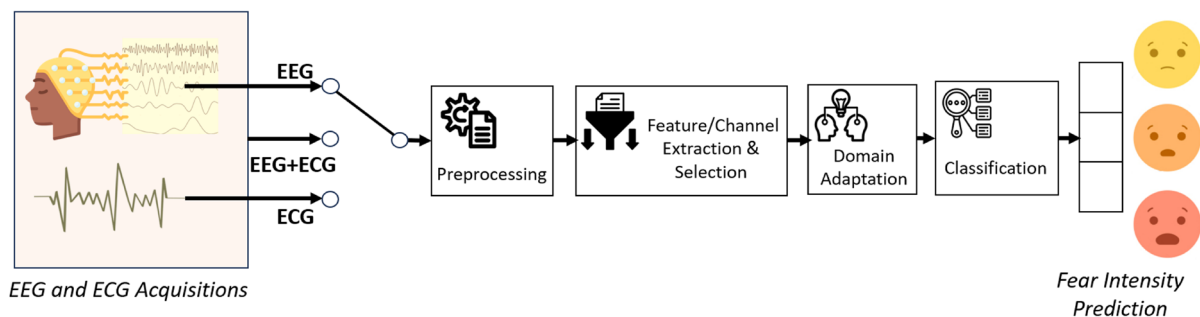 EEG
EEG+ECG
ECG
EEG and ECG Acquisitions
Preprocessing
Feature/Channel
Extraction &
Selection
Domain
Adaptation
Classification
Fear Intensity
Prediction